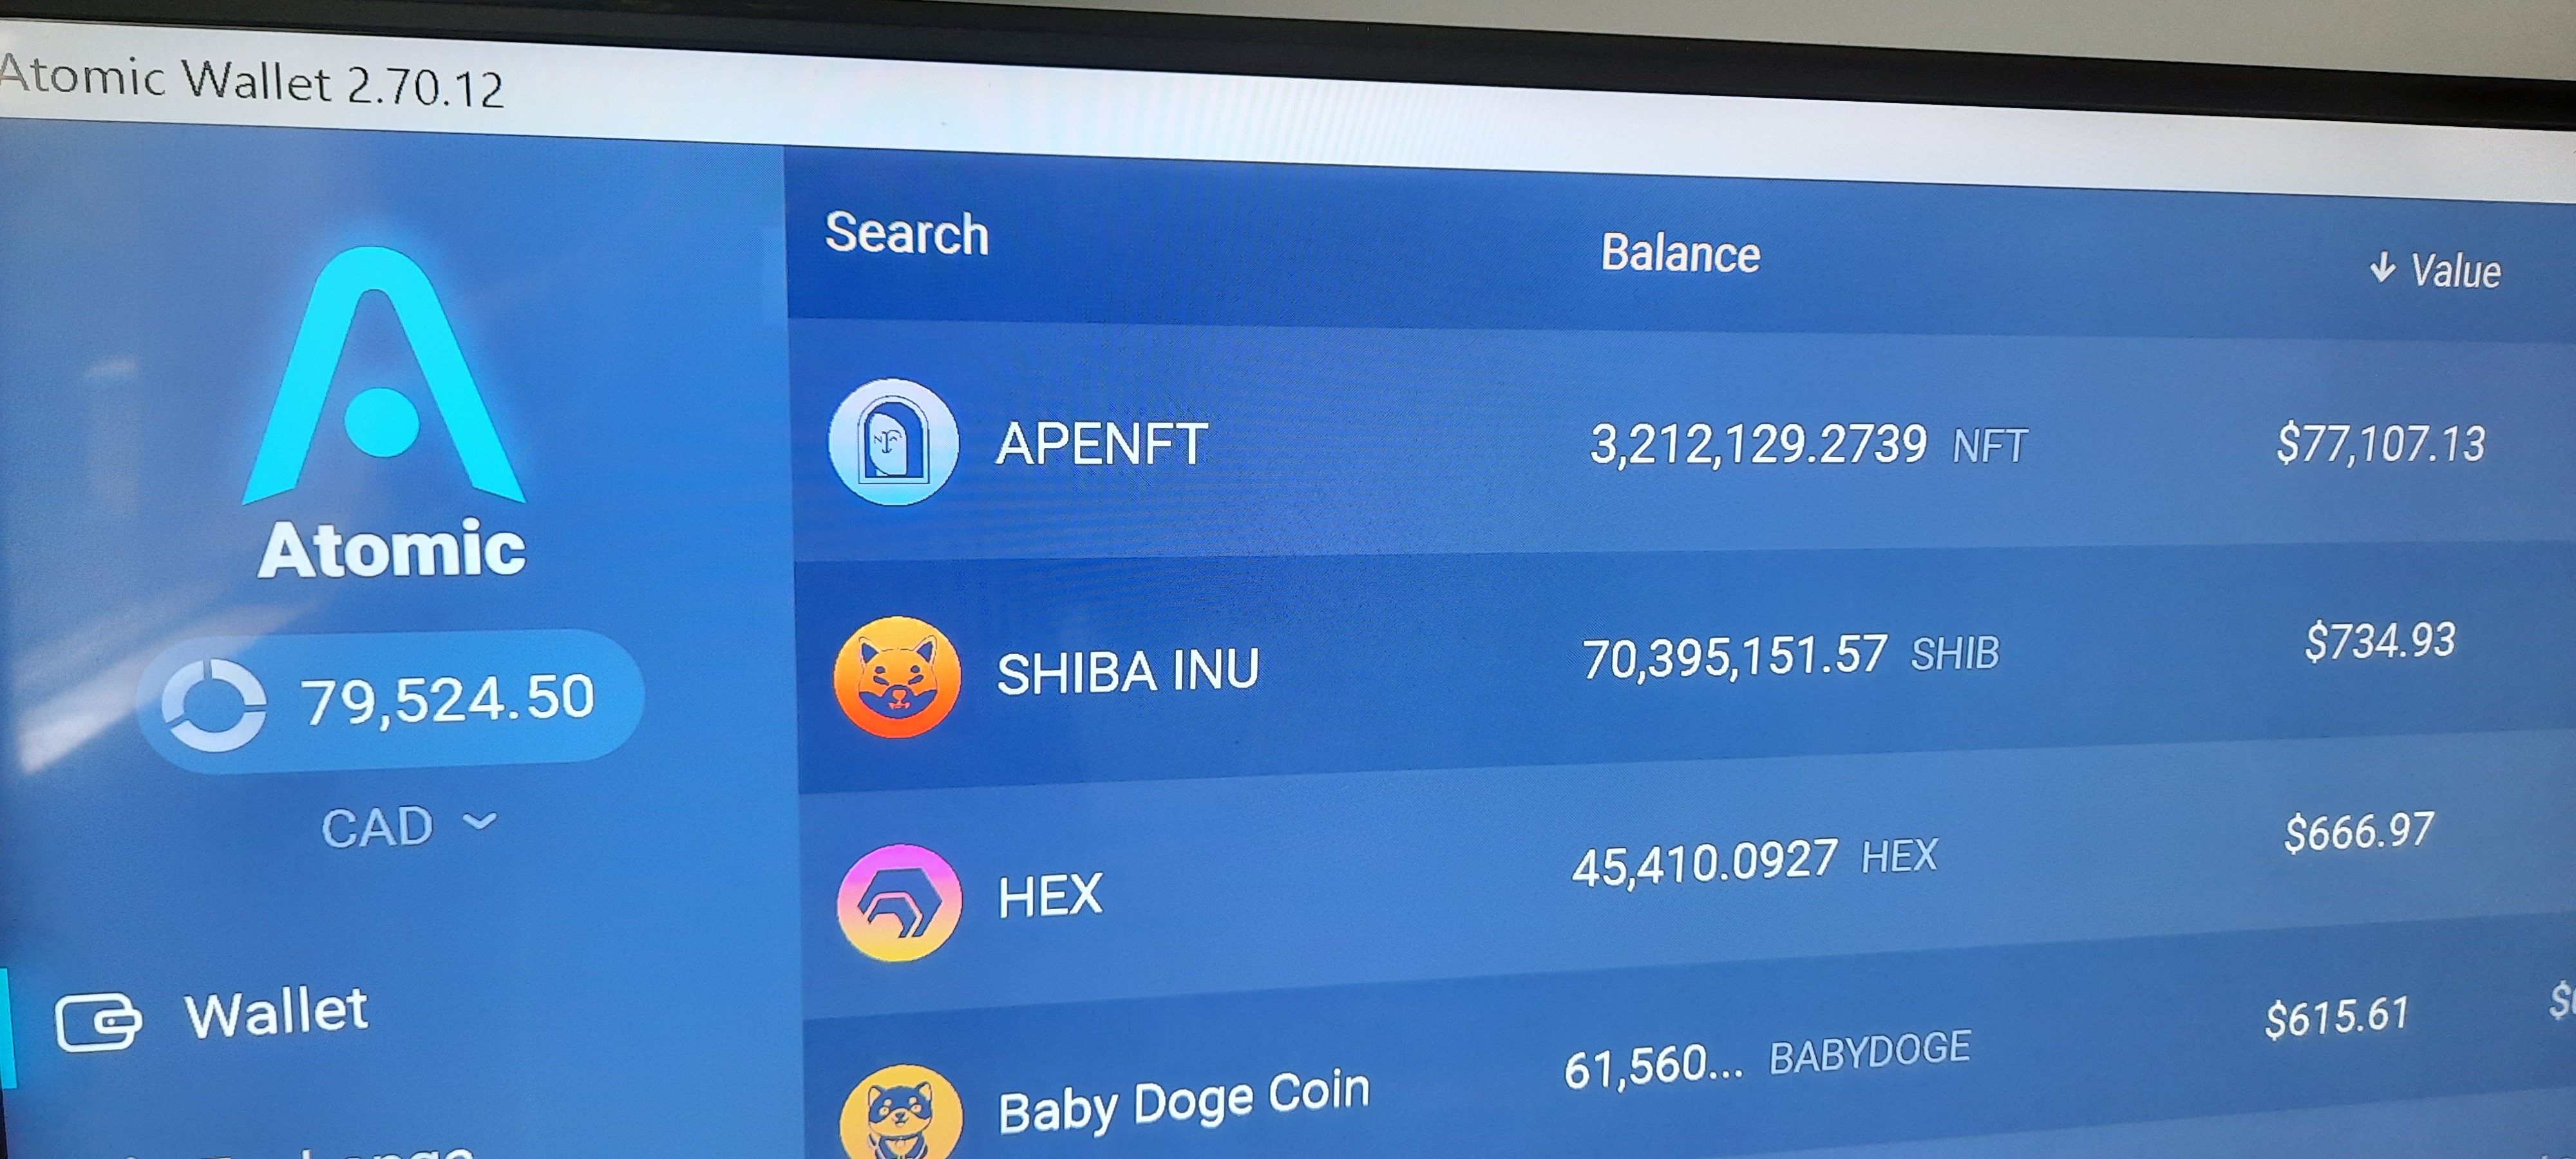 Atomic Wallet 2.70.12
Search Balance ↓ Value
Atomic
79,524.50
CAD
Wallet
APENFT 3,212,129.2739 NFT $77,107.13
SHIBA INU 70,395,151.57 SHIB $734.93
HEX 45,410.0927 HEX $666.97
Baby Doge Coin 61,560... BABYDOGE $615.61